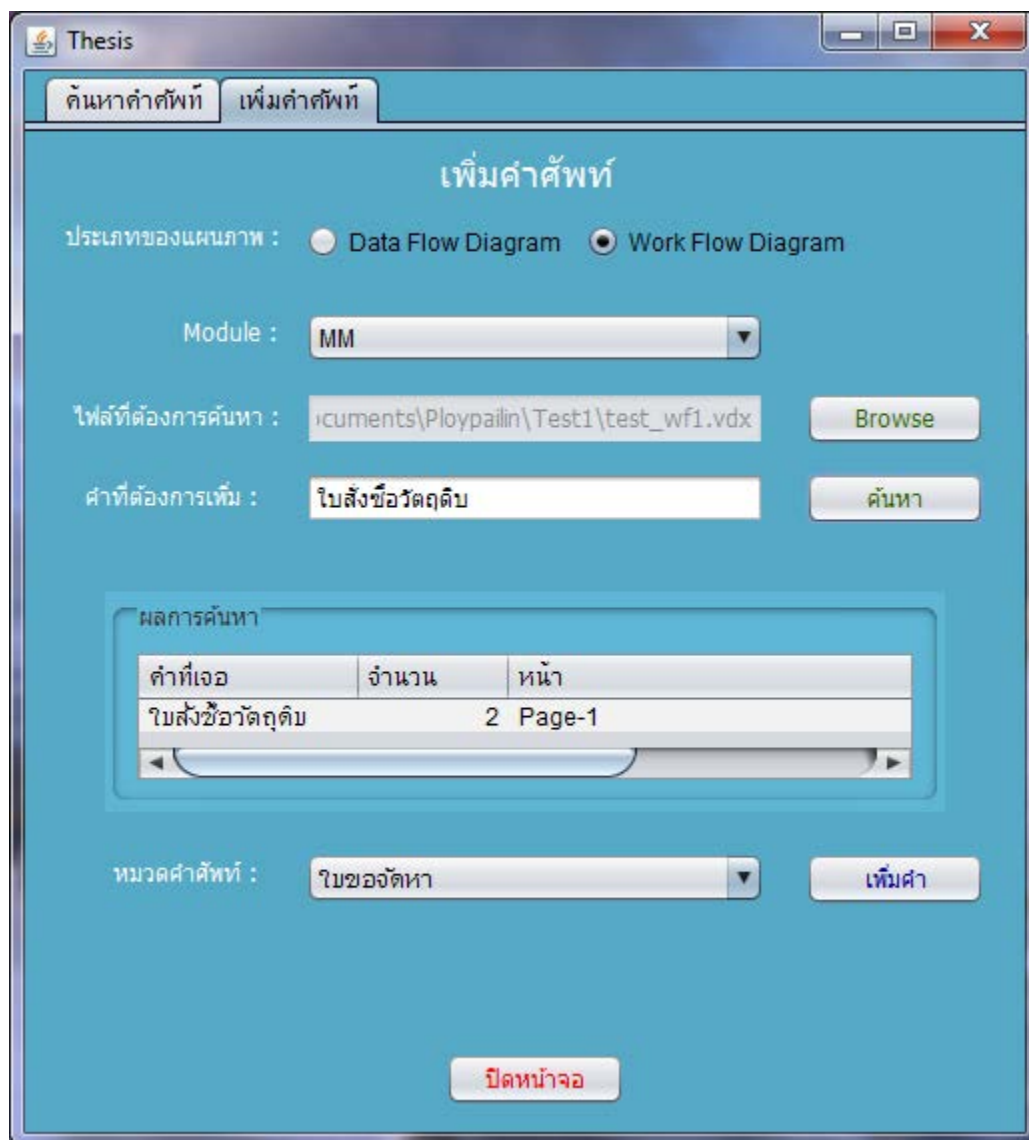 Thesis
ค้นหาคำศัพท์ เพิ่มคำศัพท์
เพิ่มคำศัพท์
ประเภทของแผนภาพ : Data Flow Diagram Work Flow Diagram
Module : MM
ไฟล์ที่ต้องการค้นหา : ocuments\Ploypailin\Test1\test_wf1.vdx Browse
คำที่ต้องการเพิ่ม : ใบสั่งซื้อวัตถุดิบ ค้นหา
ผลการค้นหา
คำที่เจอ จำนวน หน้า
ใบสั่งซื้อวัตถุดิบ 2 Page-1
หมวดคำศัพท์ : ใบขอจัดหา เพิ่มคำ
ปิดหน้าจอ